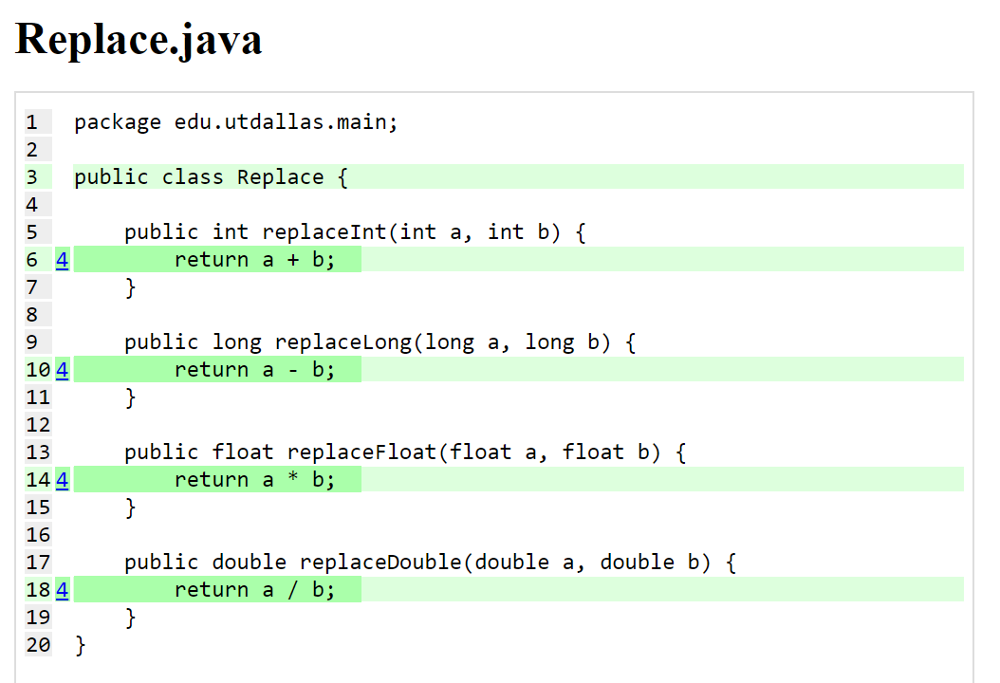 Replace.java
1 package edu.utdallas.main;
2
3 public class Replace {
4
5     public int replaceInt(int a, int b) {
6 4         return a + b;
7     }
8
9     public long replaceLong(long a, long b) {
10 4         return a - b;
11     }
12
13     public float replaceFloat(float a, float b) {
14 4         return a * b;
15     }
16
17     public double replaceDouble(double a, double b) {
18 4         return a / b;
19     }
20 }